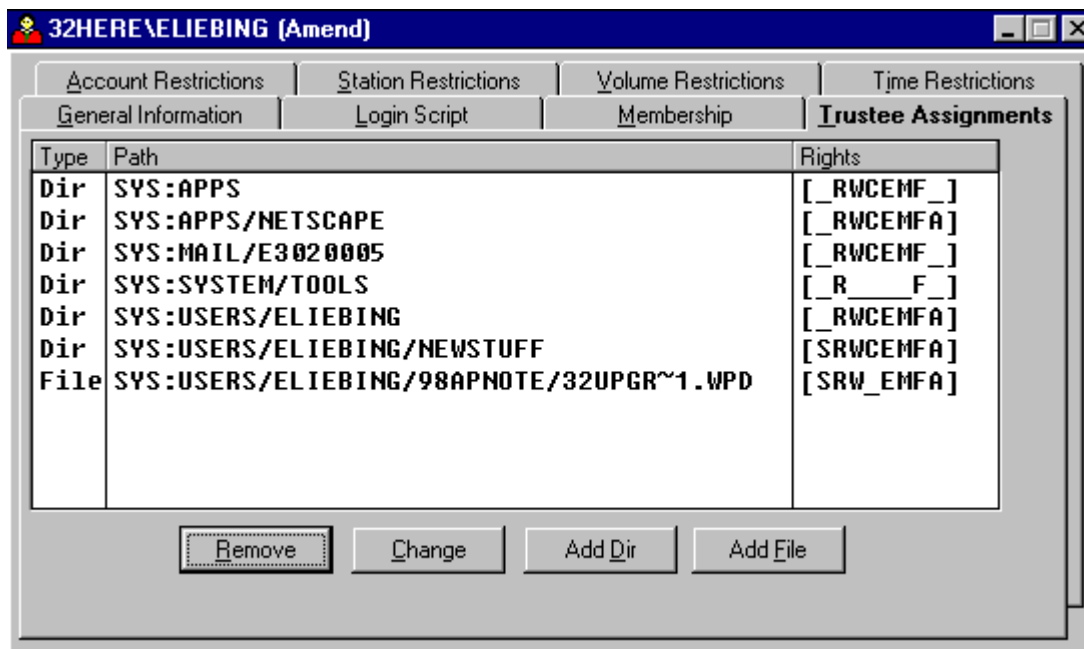 32HERE\ELIEBING (Amend)
Account Restrictions Station Restrictions Volume Restrictions Time Restrictions
General Information Login Script Membership Trustee Assignments
Type Path Rights
Dir SYS:APPS [_RWCEMF_]
Dir SYS:APPS/NETSCAPE [_RWCEMFA]
Dir SYS:MAIL/E3020005 [_RWCEMF_]
Dir SYS:SYSTEM/TOOLS [_R____F_]
Dir SYS:USERS/ELIEBING [_RWCEMFA]
Dir SYS:USERS/ELIEBING/NEWSTUFF [SRWCEMFA]
File SYS:USERS/ELIEBING/98APNOTE/32UPGR~1.WPD [SRW_EMFA]
Remove Change Add Dir Add File